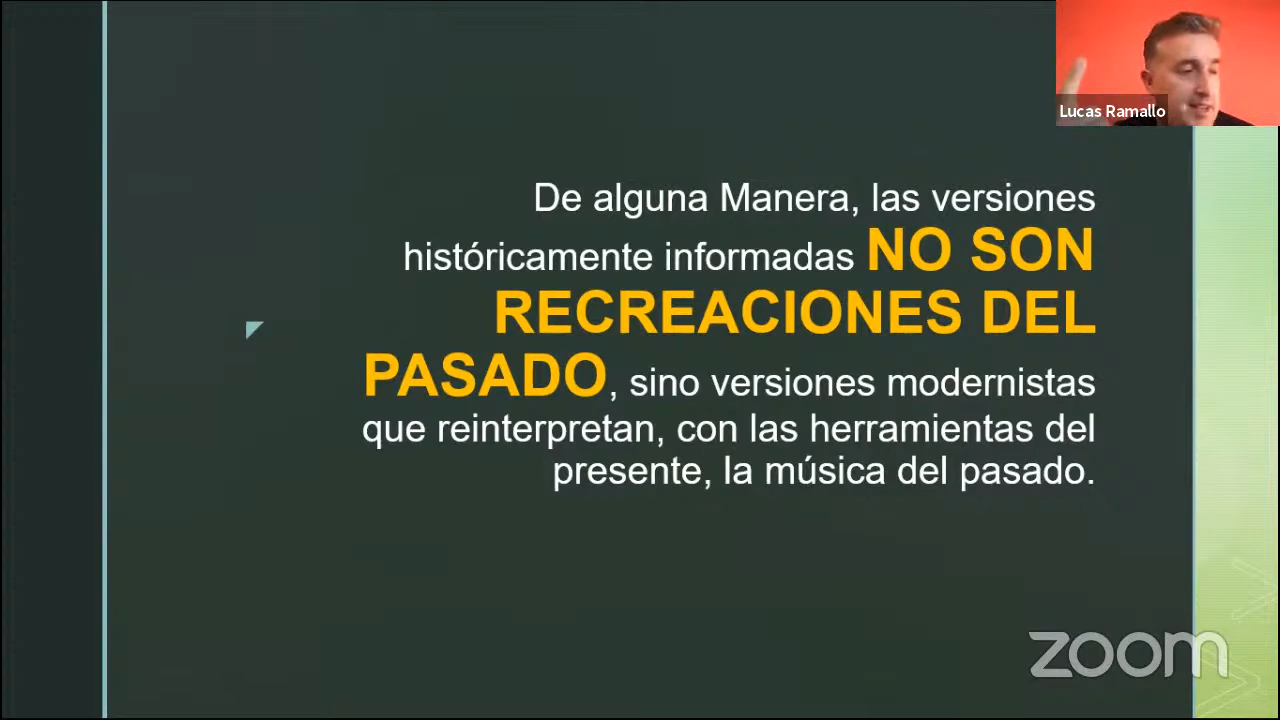 Lucas Ramallo
De alguna Manera, las versiones
históricamente informadas NO SON
RECREACIONES DEL
PASADO, sino versiones modernistas
que reinterpretan, con las herramientas del
presente, la música del pasado.
zoom